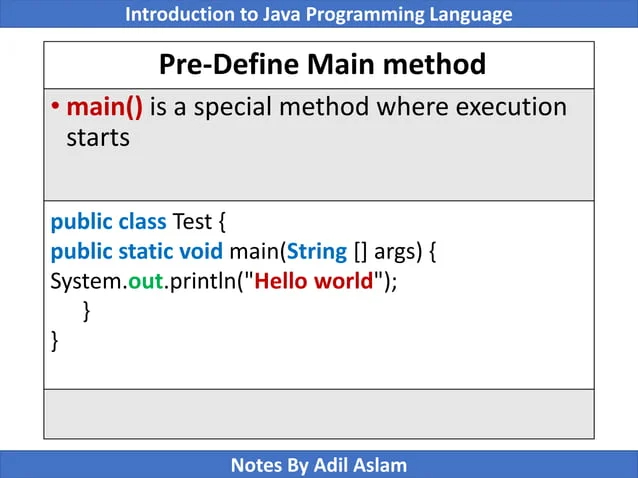 Introduction to Java Programming Language
Pre-Define Main method
• main() is a special method where execution
starts
public class Test {
public static void main(String [] args) {
System.out.println("Hello world");
}
}
Notes By Adil Aslam